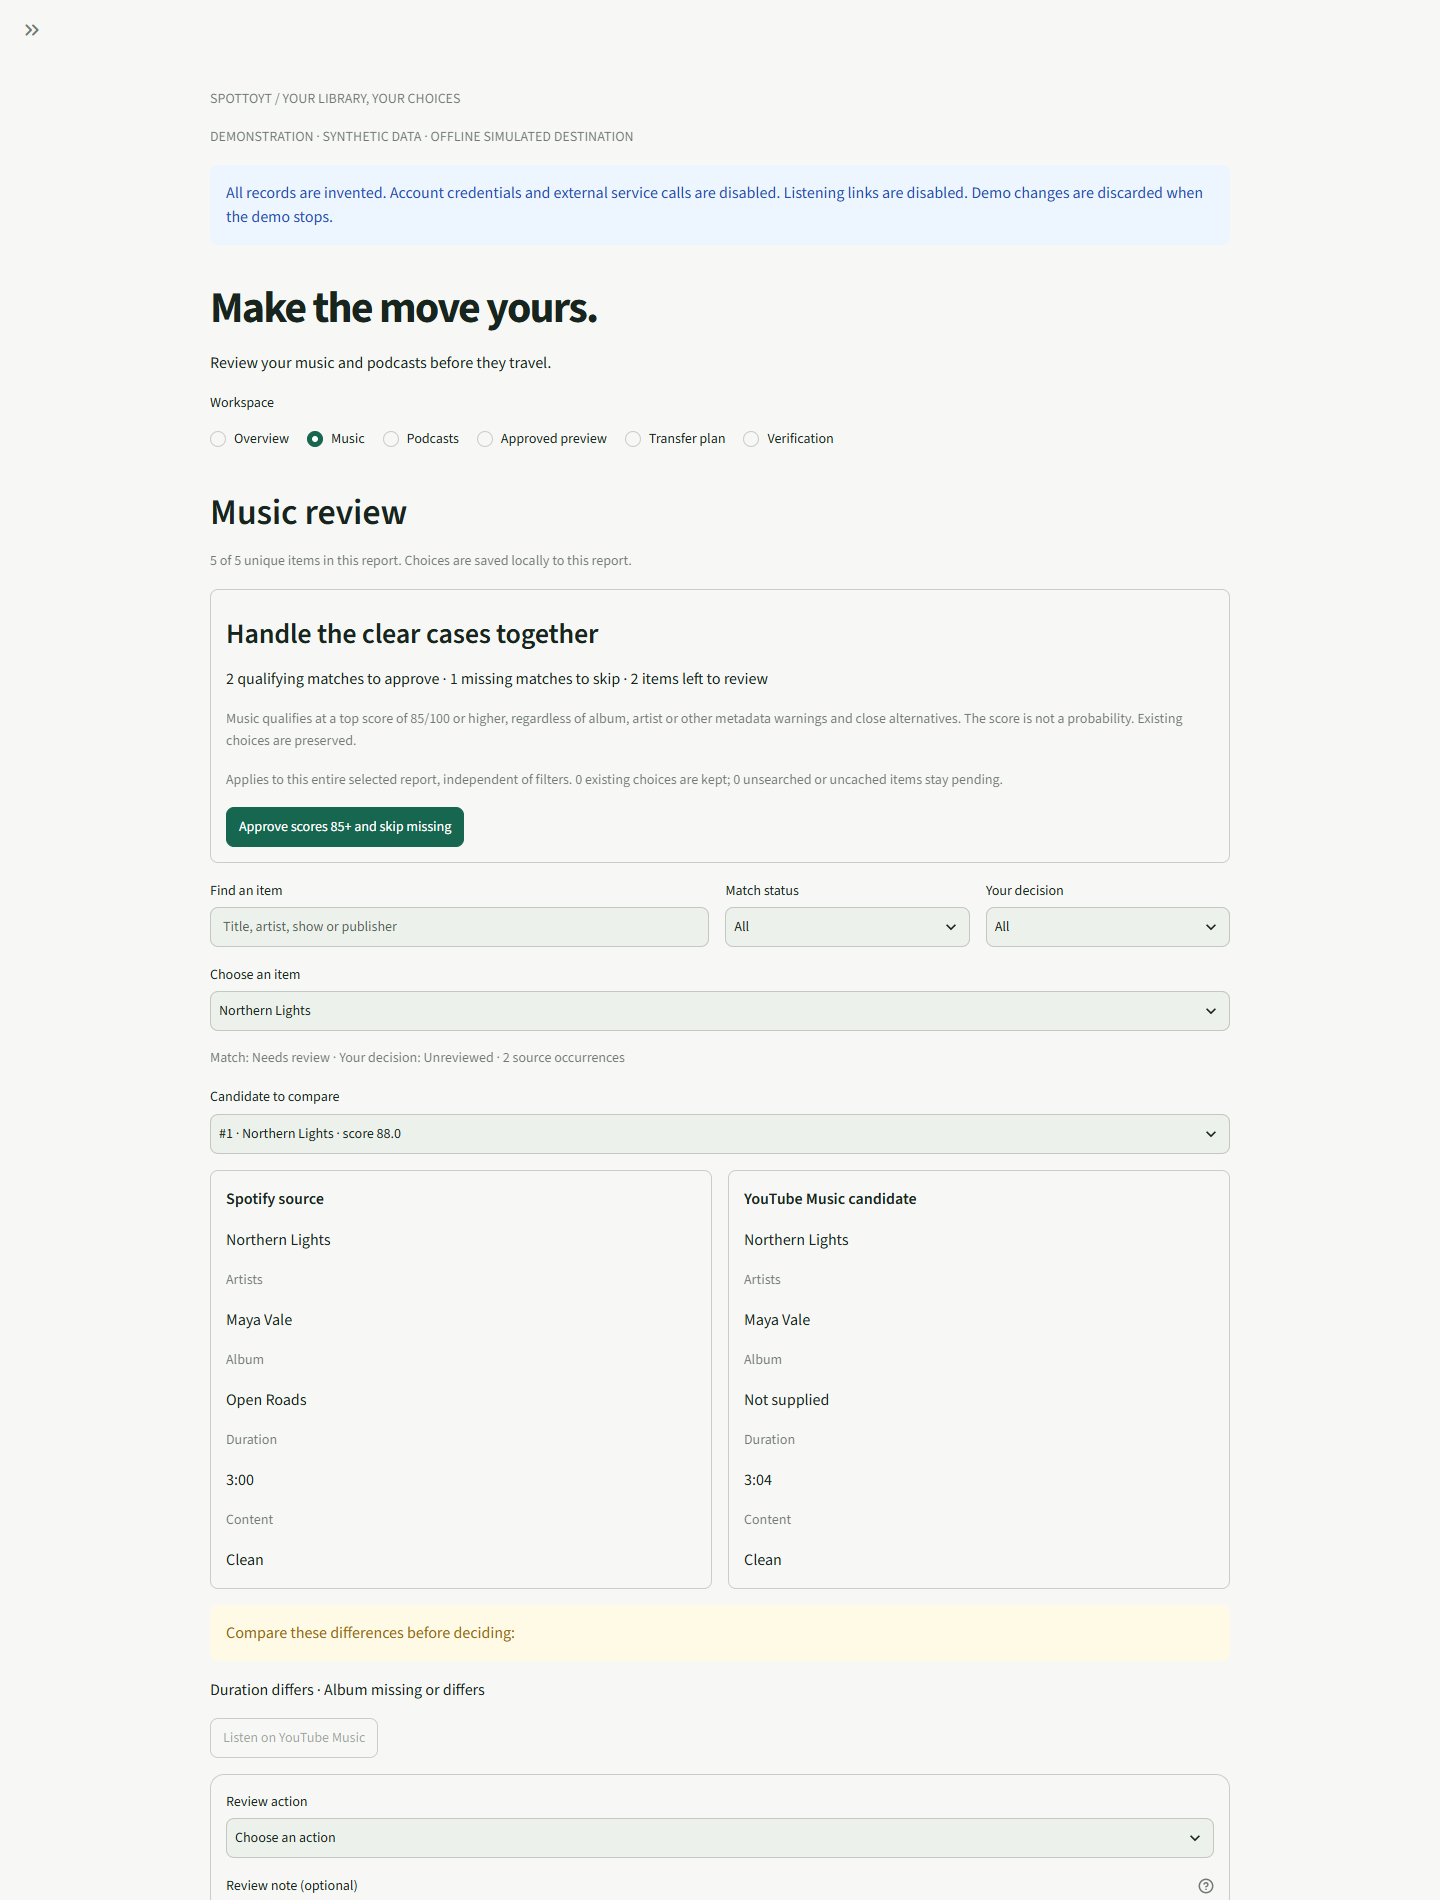 SPOTTOYT / YOUR LIBRARY, YOUR CHOICES
DEMONSTRATION · SYNTHETIC DATA · OFFLINE SIMULATED DESTINATION
All records are invented. Account credentials and external service calls are disabled. Listening links are disabled. Demo changes are discarded when
the demo stops.
Make the move yours.
Review your music and podcasts before they travel.
Workspace
Overview Music Podcasts Approved preview Transfer plan Verification
Music review
5 of 5 unique items in this report. Choices are saved locally to this report.
Handle the clear cases together
2 qualifying matches to approve · 1 missing matches to skip · 2 items left to review
Music qualifies at a top score of 85/100 or higher, regardless of album, artist or other metadata warnings and close alternatives. The score is not a probability. Existing
choices are preserved.
Applies to this entire selected report, independent of filters. 0 existing choices are kept; 0 unsearched or uncached items stay pending.
Approve scores 85+ and skip missing
Find an item Match status Your decision
Title, artist, show or publisher All All
Choose an item
Northern Lights
Match: Needs review · Your decision: Unreviewed · 2 source occurrences
Candidate to compare
#1 · Northern Lights · score 88.0
Spotify source
Northern Lights
Artists
Maya Vale
Album
Open Roads
Duration
3:00
Content
Clean
YouTube Music candidate
Northern Lights
Artists
Maya Vale
Album
Not supplied
Duration
3:04
Content
Clean
Compare these differences before deciding:
Duration differs · Album missing or differs
Listen on YouTube Music
Review action
Choose an action
Review note (optional)